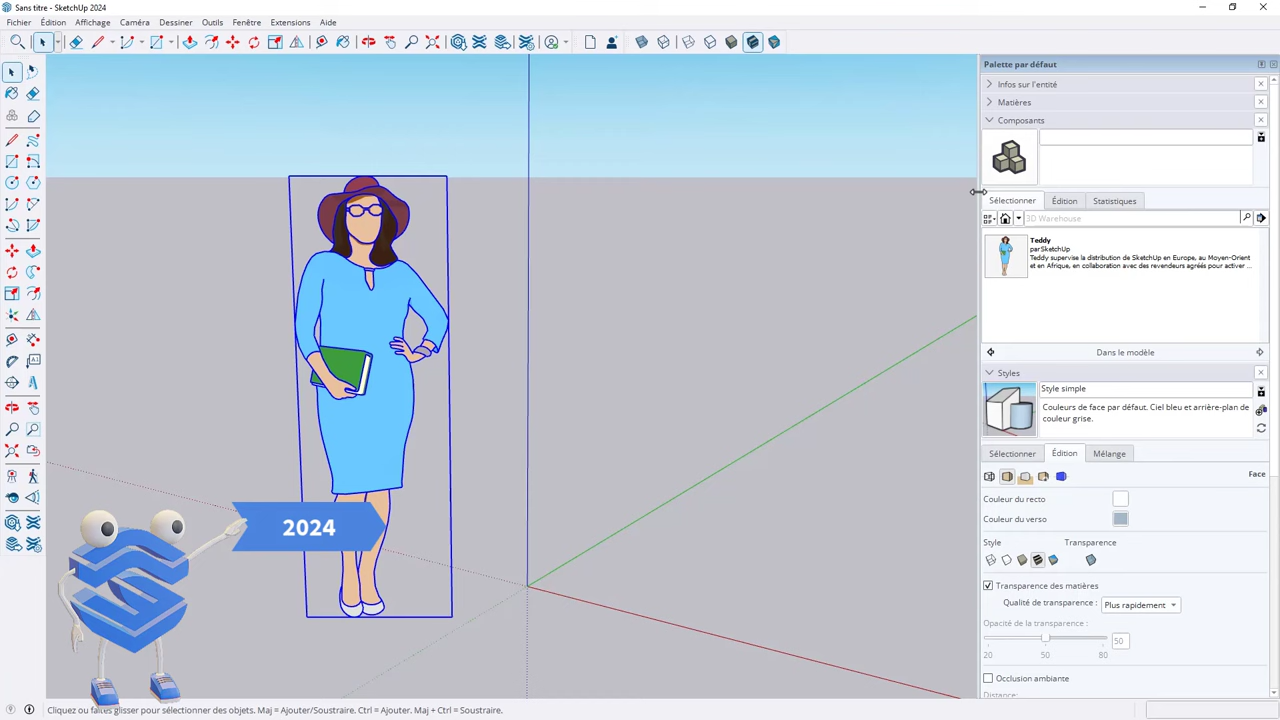 Sans titre - SketchUp 2024
Fichier Édition Affichage Caméra Dessiner Outils Fenêtre Extensions Aide
Palette par défaut
Infos sur l'entité
Matières
Composants
Sélectionner Édition Statistiques
3D Warehouse
Teddy
par SketchUp
Teddy supervise la distribution de SketchUp en Europe, au Moyen-Orient
et en Afrique, en collaboration avec des revendeurs agréés pour activer ...
Dans le modèle
Styles
Style simple
Couleurs de face par défaut. Ciel bleu et arrière-plan de
couleur grise.
Sélectionner Édition Mélange
Face
Couleur du recto
Couleur du verso
Style Transparence
Transparence des matières
Qualité de transparence : Plus rapidement
Opacité de la transparence :
50
20 50 80
Occlusion ambiante
Distance:
2024
Cliquez ou faites glisser pour sélectionner des objets. Maj = Ajouter/Soustraire. Ctrl = Ajouter. Maj + Ctrl = Soustraire.